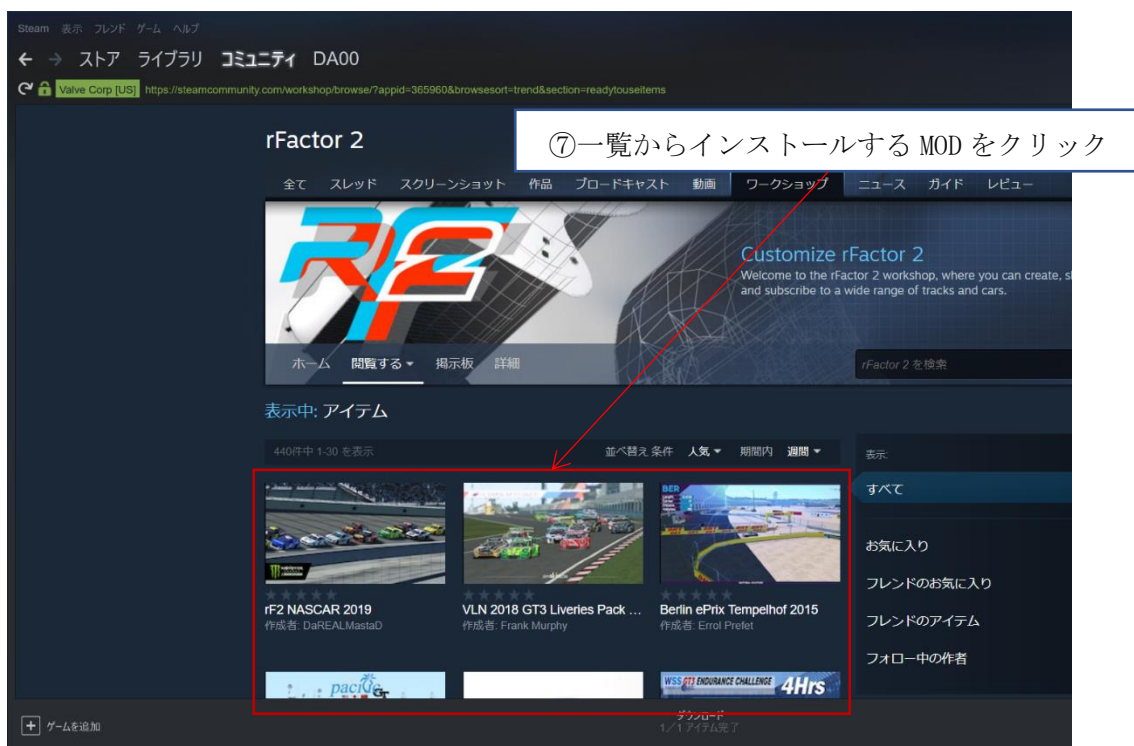 Steam 表示 フレンド ゲーム ヘルプ
← → ストア ライブラリ コミュニティ DA00
Valve Corp [US] https://steamcommunity.com/workshop/browse/?appid=365960&browsesort=trend&section=readytouseitems
⑦一覧からインストールする MOD をクリック
rFactor 2
全て スレッド スクリーンショット 作品 ブロードキャスト 動画 ワークショップ ニュース ガイド レビュー
RF2
Customize rFactor 2
Welcome to the rFactor 2 workshop, where you can create, s
and subscribe to a wide range of tracks and cars.
ホーム 閲覧する 掲示板 詳細
rFactor 2 を検索
表示中: アイテム
440件中 1-30 を表示 並べ替え条件 人気 期間内 週間
表示:
すべて
お気に入り
フレンドのお気に入り
フレンドのアイテム
フォロー中の作者
BER
rF2 NASCAR 2019
作成者: DaREALMastaD
VLN 2018 GT3 Liveries Pack ...
作成者: Frank Murphy
Berlin ePrix Tempelhof 2015
作成者: Errol Prefet
pacific GT
WSS GT3 ENDURANCE CHALLENGE 4Hrs
+ ゲームを追加
ダウンロード
1／1 アイテム完了